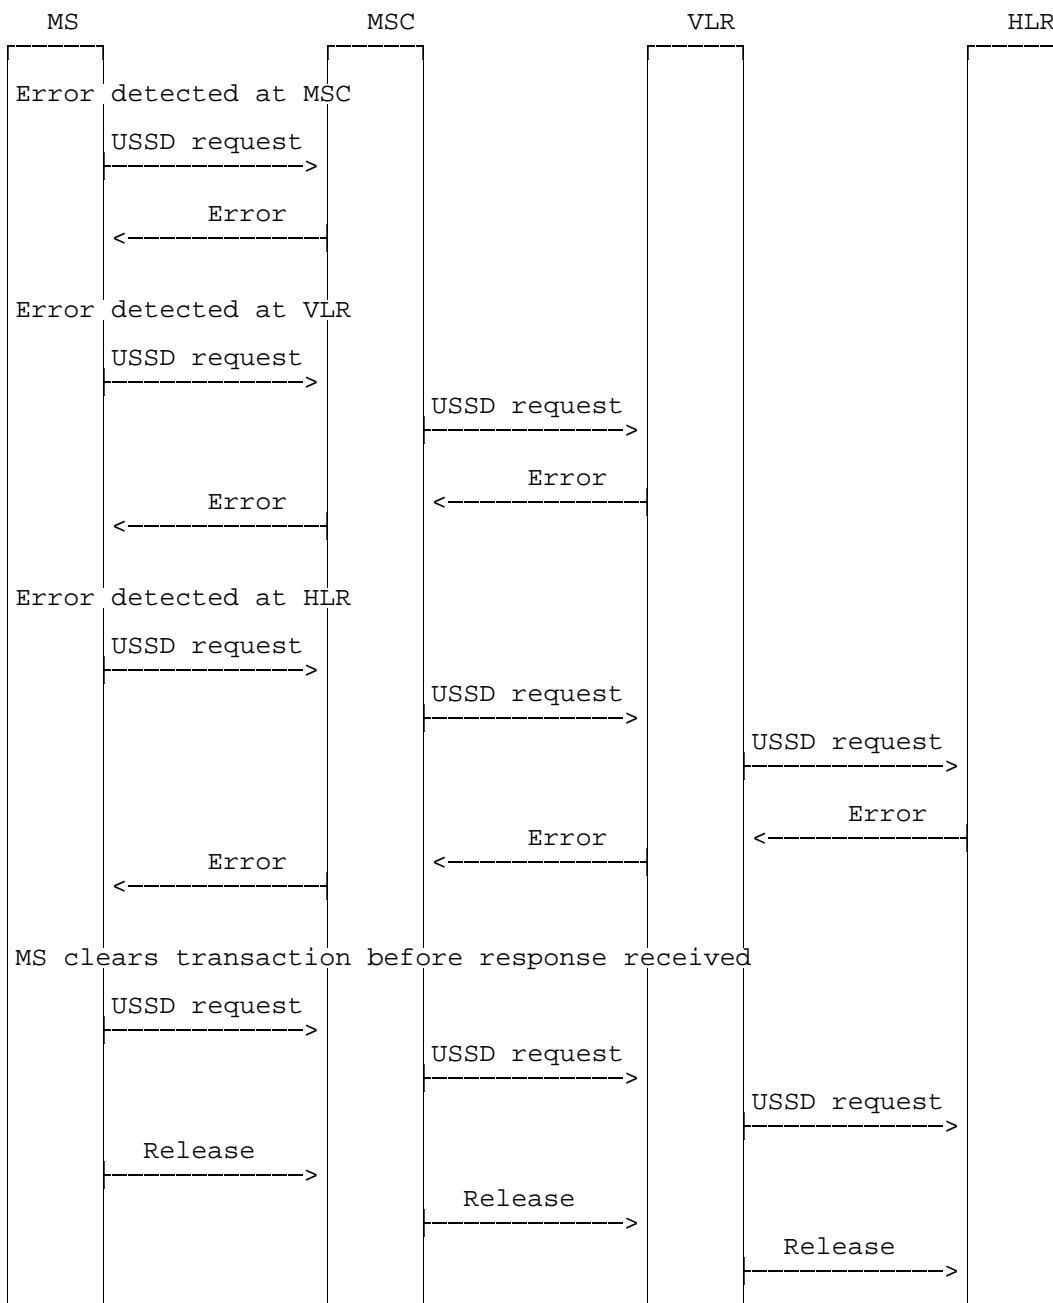 MS MSC VLR HLR
Error detected at MSC
USSD request
Error
Error detected at VLR
USSD request
USSD request
Error
Error
Error detected at HLR
USSD request
USSD request
USSD request
Error
Error
Error
MS clears transaction before response received
USSD request
USSD request
USSD request
Release
Release
Release